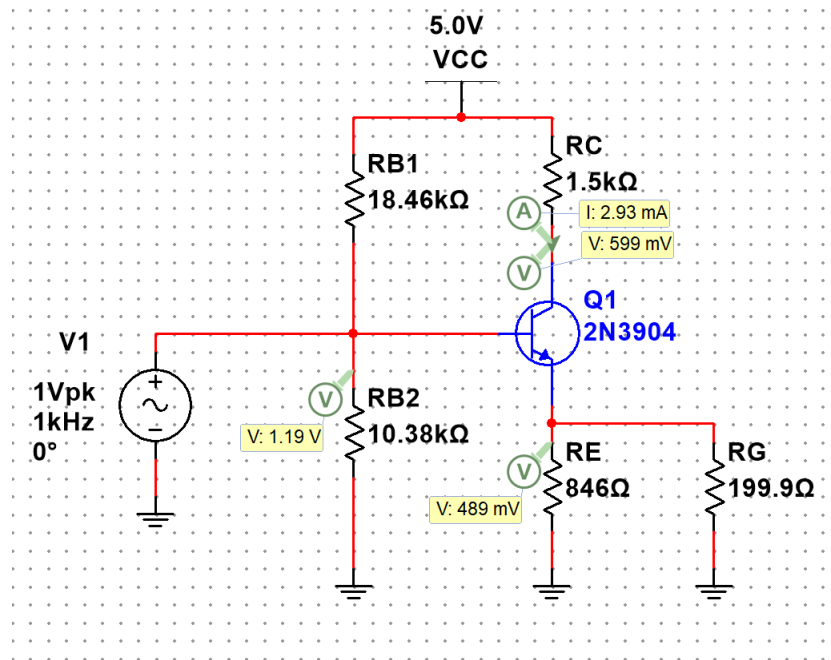 5.0V
VCC
RB1
18.46kΩ
RC
1.5kΩ
A
I: 2.93 mA
V: 599 mV
V
Q1
2N3904
V1
1Vpk
1kHz
0°
V
V: 1.19 V
RB2
10.38kΩ
V
V: 489 mV
RE
846Ω
RG
199.9Ω